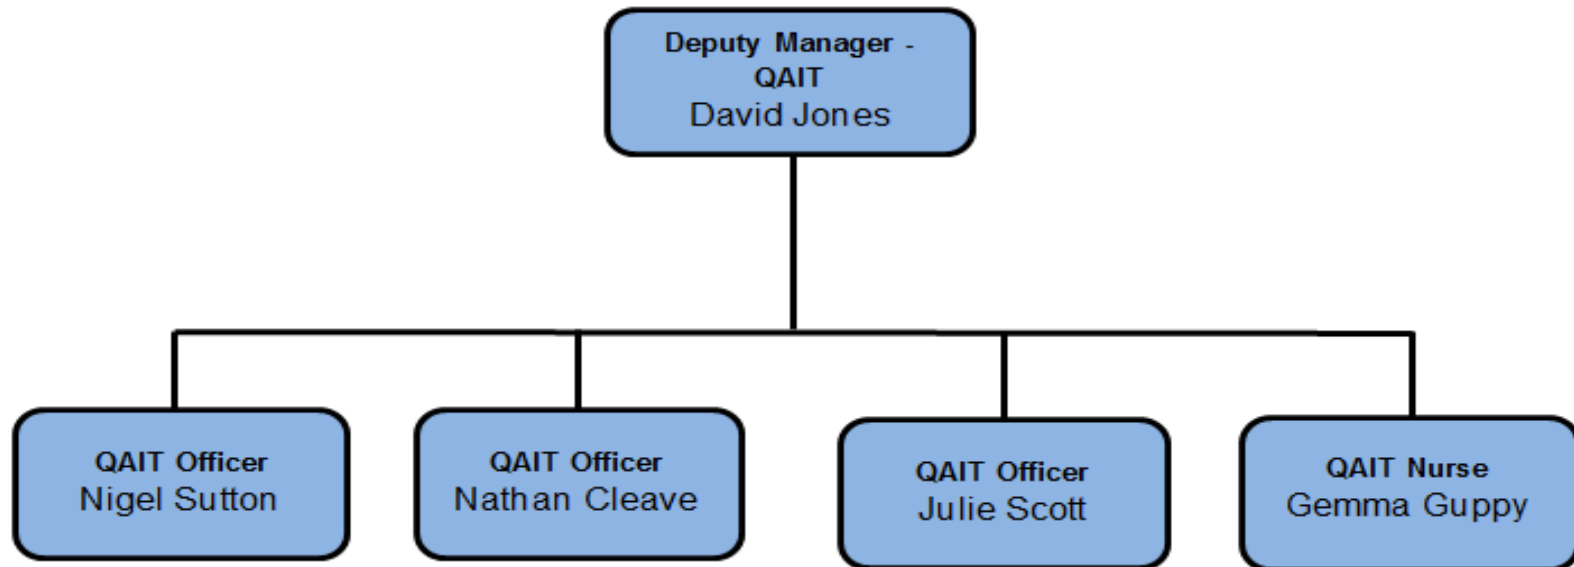 Deputy Manager -
QAIT
David Jones
QAIT Officer
Nigel Sutton
QAIT Officer
Nathan Cleave
QAIT Officer
Julie Scott
QAIT Nurse
Gemma Guppy